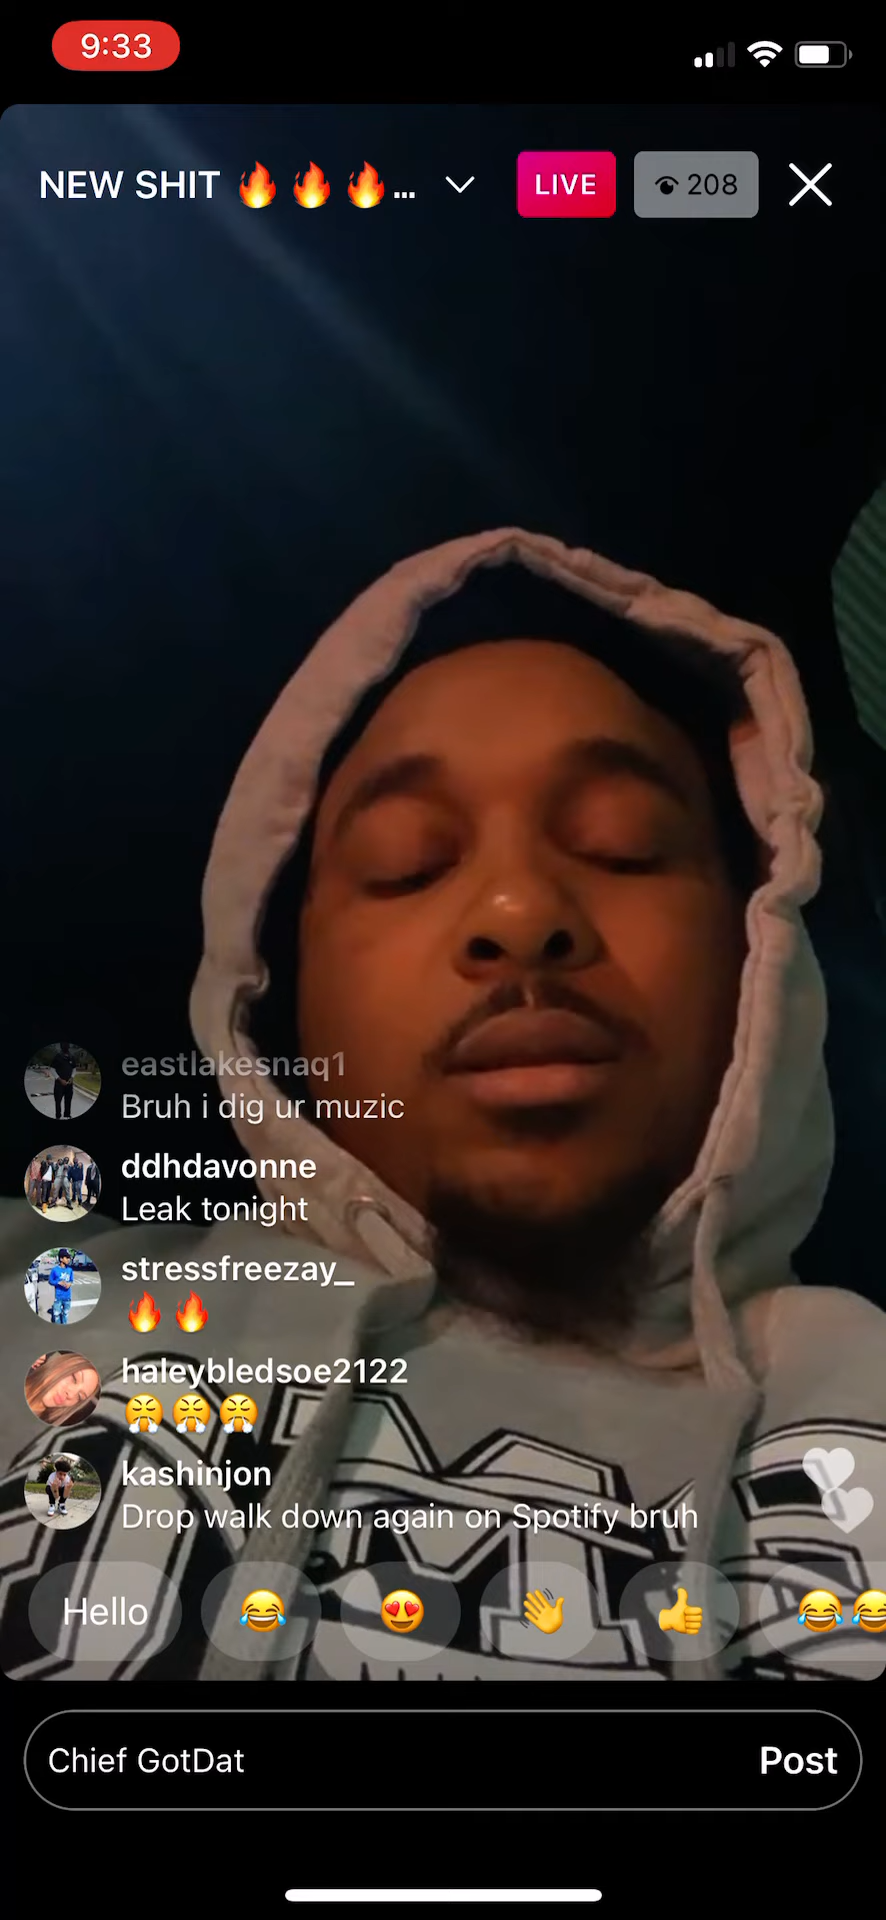 9:33
NEW SHIT 🔥🔥🔥...
LIVE
208
eastlakesnaq1
Bruh i dig ur muzic
ddhdavonne
Leak tonight
stressfreezay_
🔥🔥
haleybledsoe2122
😤😤😤
kashinjon
Drop walk down again on Spotify bruh
Hello 😂 😍 👋 👍 😂😂
Chief GotDat
Post